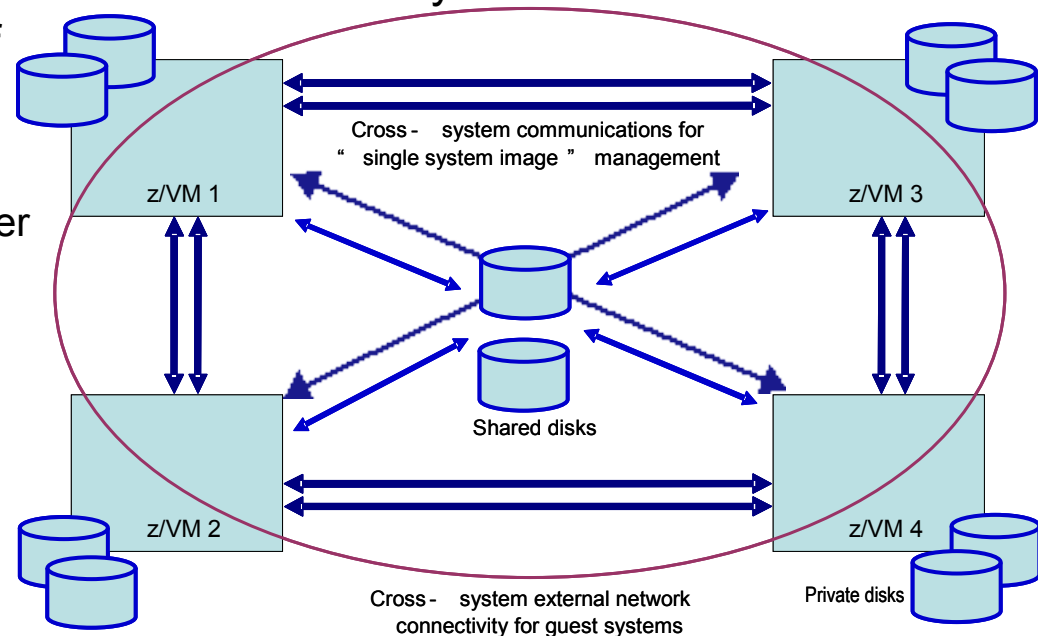 Cross - system communications for
“ single system image ” management
z/VM 1
z/VM 3
er
Shared disks
z/VM 2
z/VM 4
Private disks
Cross - system external network
connectivity for guest systems